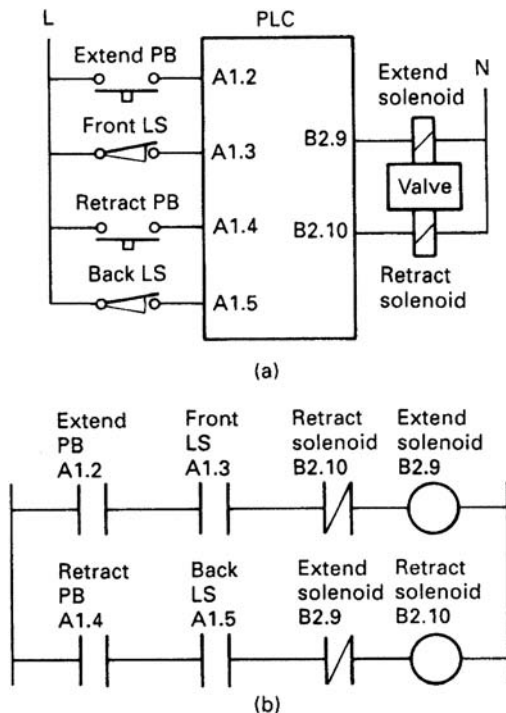 L
PLC
Extend PB
A1.2
Extend
solenoid
N
Front LS
A1.3
B2.9
Valve
Retract PB
A1.4
B2.10
Back LS
A1.5
Retract
solenoid
(a)
Extend
PB
A1.2
Front
LS
A1.3
Retract
solenoid
B2.10
Extend
solenoid
B2.9
Retract
PB
A1.4
Back
LS
A1.5
Extend
solenoid
B2.9
Retract
solenoid
B2.10
(b)